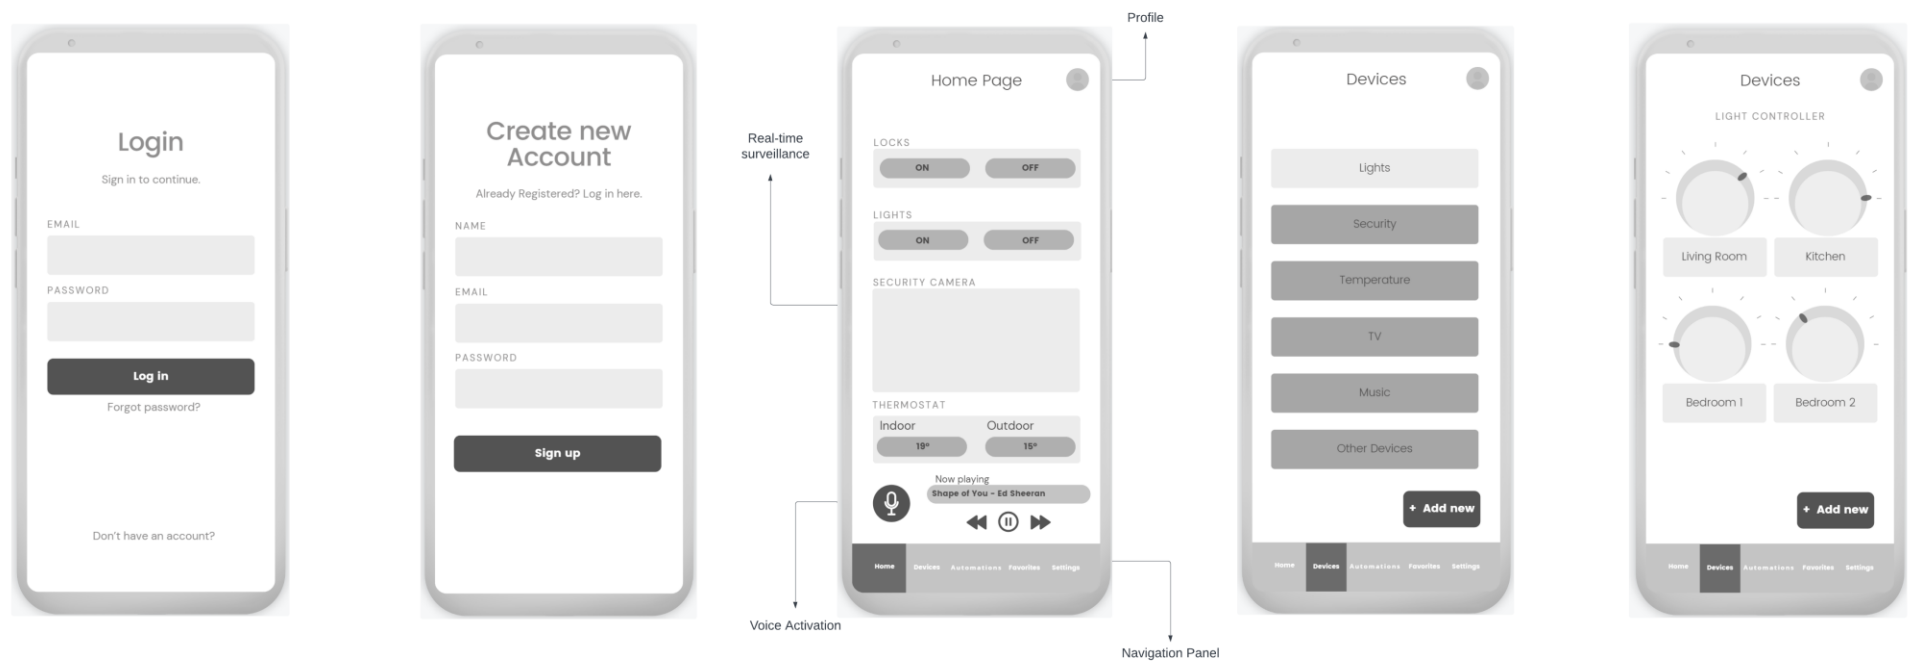 Login
Sign in to continue.
EMAIL
PASSWORD
Log in
Forgot password?
Don't have an account?
Create new
Account
Already Registered? Log in here.
NAME
EMAIL
PASSWORD
Sign up
Profile
Real-time
surveillance
Voice Activation
Navigation Panel
Home Page
LOCKS
ON OFF
LIGHTS
ON OFF
SECURITY CAMERA
THERMOSTAT
Indoor Outdoor
19° 15°
Now playing
Shape of You - Ed Sheeran
Home Devices Automations Favorites Settings
Devices
Lights
Security
Temperature
TV
Music
Other Devices
+ Add new
Home Devices Automations Favorites Settings
Devices
LIGHT CONTROLLER
Living Room Kitchen
Bedroom 1 Bedroom 2
+ Add new
Home Devices Automations Favorites Settings